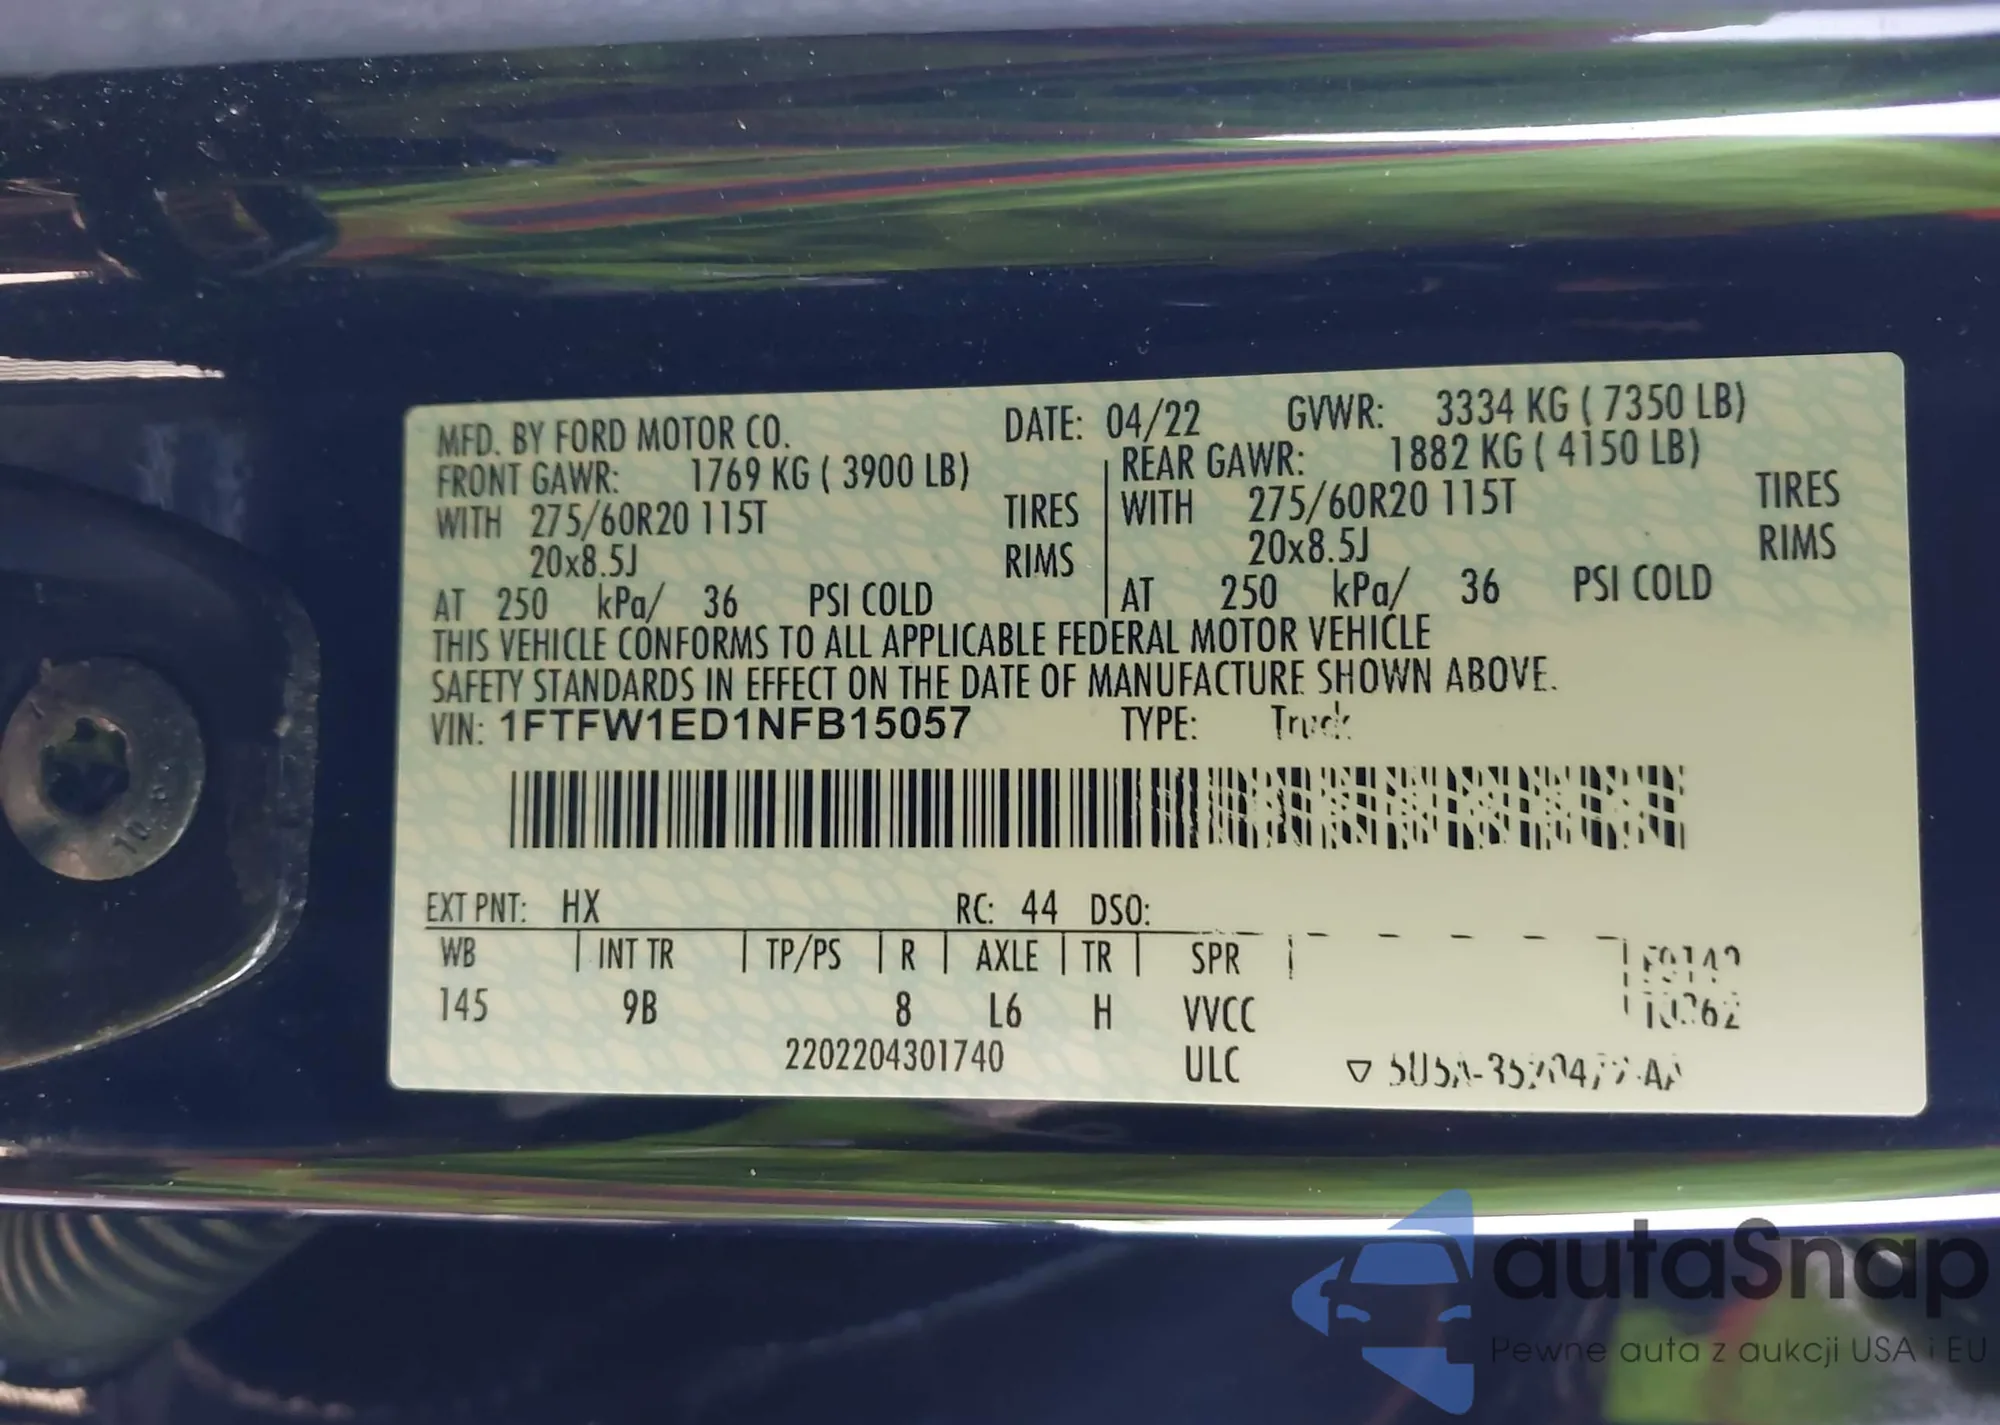 MFD. BY FORD MOTOR CO. DATE: 04/22 GVWR: 3334 KG ( 7350 LB)
FRONT GAWR: 1769 KG ( 3900 LB) REAR GAWR: 1882 KG ( 4150 LB)
WITH 275/60R20 115T TIRES WITH 275/60R20 115T TIRES
20x8.5J RIMS 20x8.5J RIMS
AT 250 kPa/ 36 PSI COLD AT 250 kPa/ 36 PSI COLD
THIS VEHICLE CONFORMS TO ALL APPLICABLE FEDERAL MOTOR VEHICLE
SAFETY STANDARDS IN EFFECT ON THE DATE OF MANUFACTURE SHOWN ABOVE.
VIN: 1FTFW1ED1NFB15057 TYPE: Truck
EXT PNT: HX RC: 44 DSO:
WB INT TR TP/PS R AXLE TR SPR
145 9B 8 L6 H VVCC
2202204301740 ULC
10.9
autaSnap
Pewne auta z aukcji USA i EU